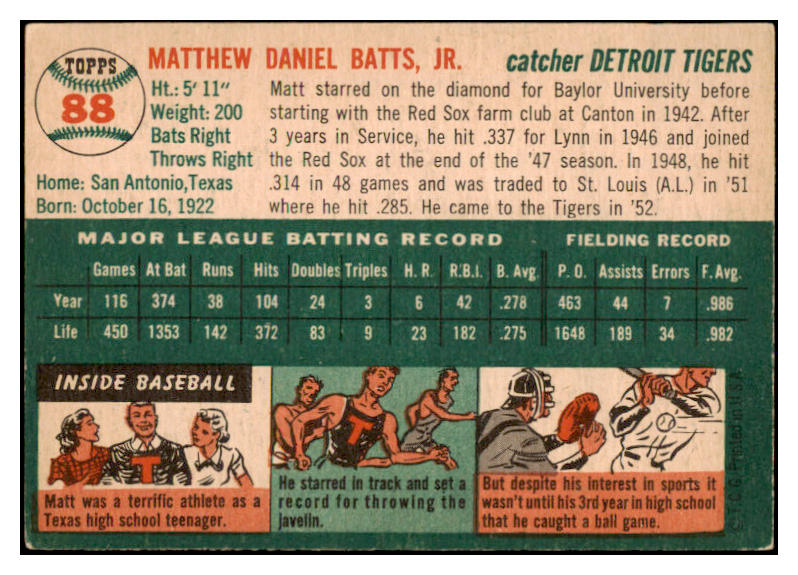 TOPPS
88
MATTHEW DANIEL BATTS, JR.
catcher DETROIT TIGERS
Ht.: 5' 11"
Weight: 200
Bats Right
Throws Right
Home: San Antonio, Texas
Born: October 16, 1922
Matt starred on the diamond for Baylor University before
starting with the Red Sox farm club at Canton in 1942. After
3 years in Service, he hit .337 for Lynn in 1946 and joined
the Red Sox at the end of the '47 season. In 1948, he hit
.314 in 48 games and was traded to St. Louis (A.L.) in '51
where he hit .285. He came to the Tigers in '52.
MAJOR LEAGUE BATTING RECORD - FIELDING RECORD
Games At Bat Runs Hits Doubles Triples H. R. R.B.I. B. Avg. P. O. Assists Errors F. Avg.
Year 116 374 38 104 24 3 6 42 .278 463 44 7 .986
Life 450 1353 142 372 83 9 23 182 .275 1648 189 34 .982
INSIDE BASEBALL
T
Matt was a terrific athlete as a
Texas high school teenager.
T
He starred in track and set a
record for throwing the
javelin.
But despite his interest in sports it
wasn't until his 3rd year in high school
that he caught a ball game.
© T. C. G. Printed in U. S. A.